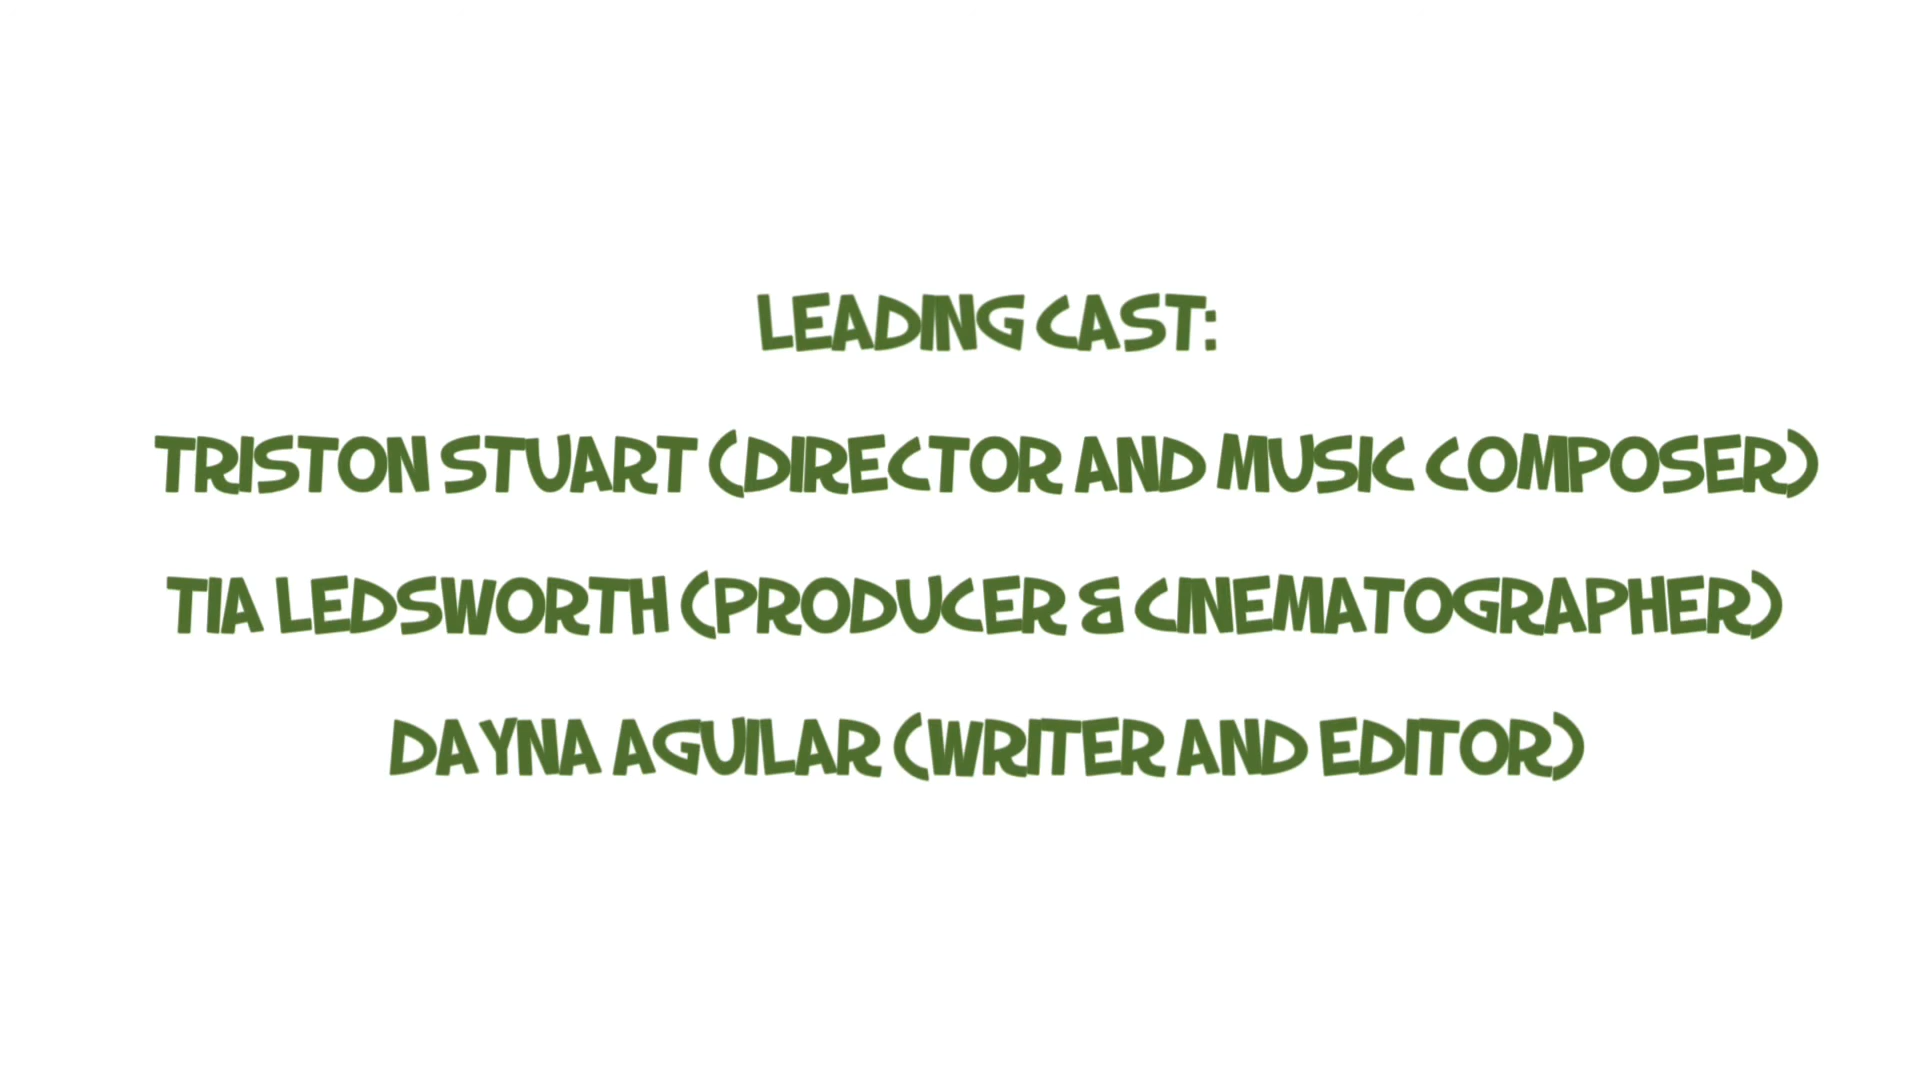 LEADING CAST:
TRISTON STUART (DIRECTOR AND MUSIC COMPOSER)
TIA LEDSWORTH (PRODUCER & CINEMATOGRAPHER)
DAYNA AGUILAR (WRITER AND EDITOR)